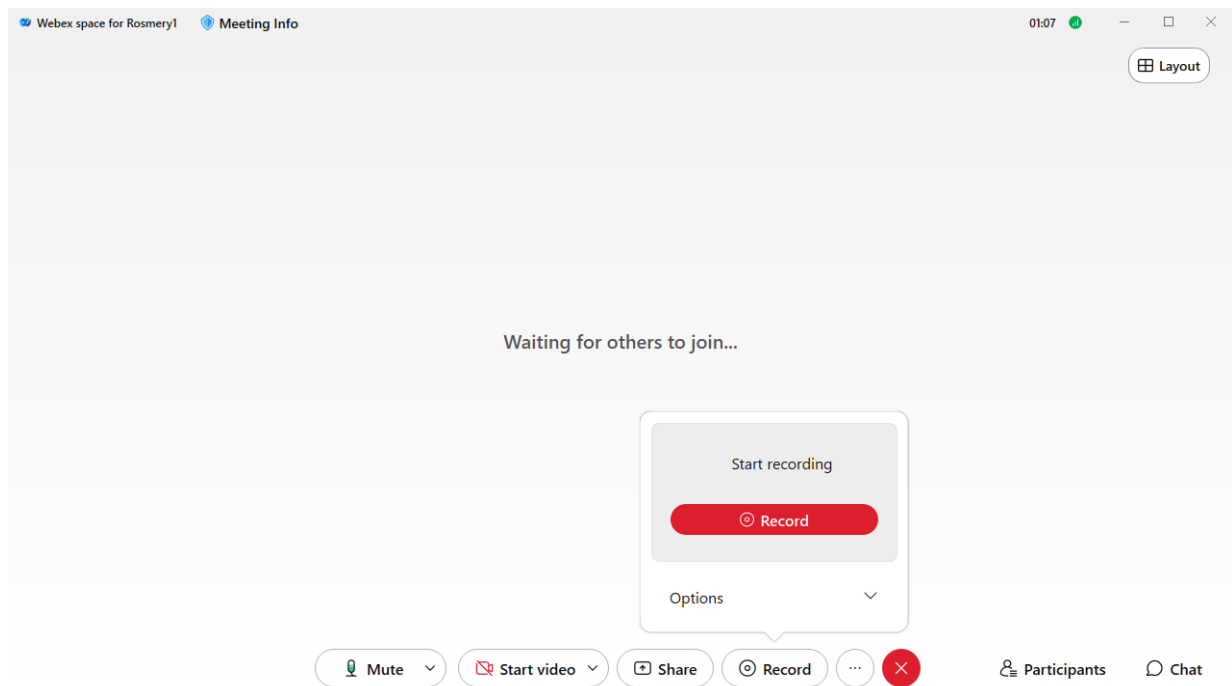 Webex space for Rosmery1 Meeting Info 01:07
Layout
Waiting for others to join...
Start recording
Record
Options
Mute Start video Share Record ... Participants Chat